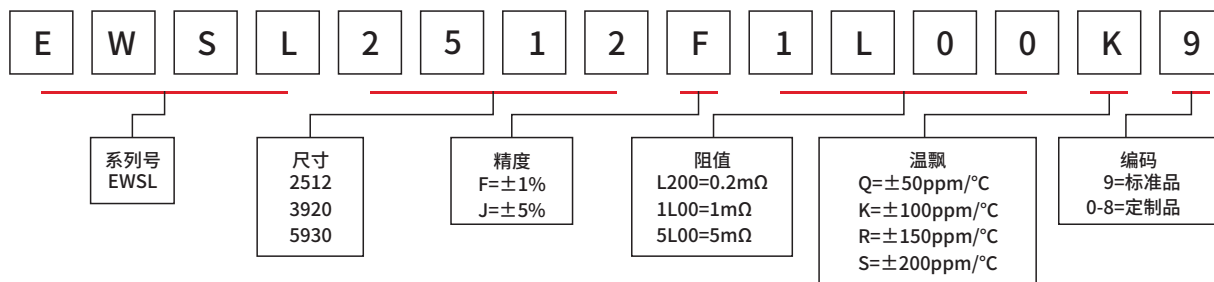 E W S L 2 5 1 2 F 1 L 0 0 K 9
系列号
EWSL
尺寸
2512
3920
5930
精度
F=±1%
J=±5%
阻值
L200=0.2mΩ
1L00=1mΩ
5L00=5mΩ
温飘
Q=±50ppm/°C
K=±100ppm/°C
R=±150ppm/°C
S=±200ppm/°C
编码
9=标准品
0-8=定制品